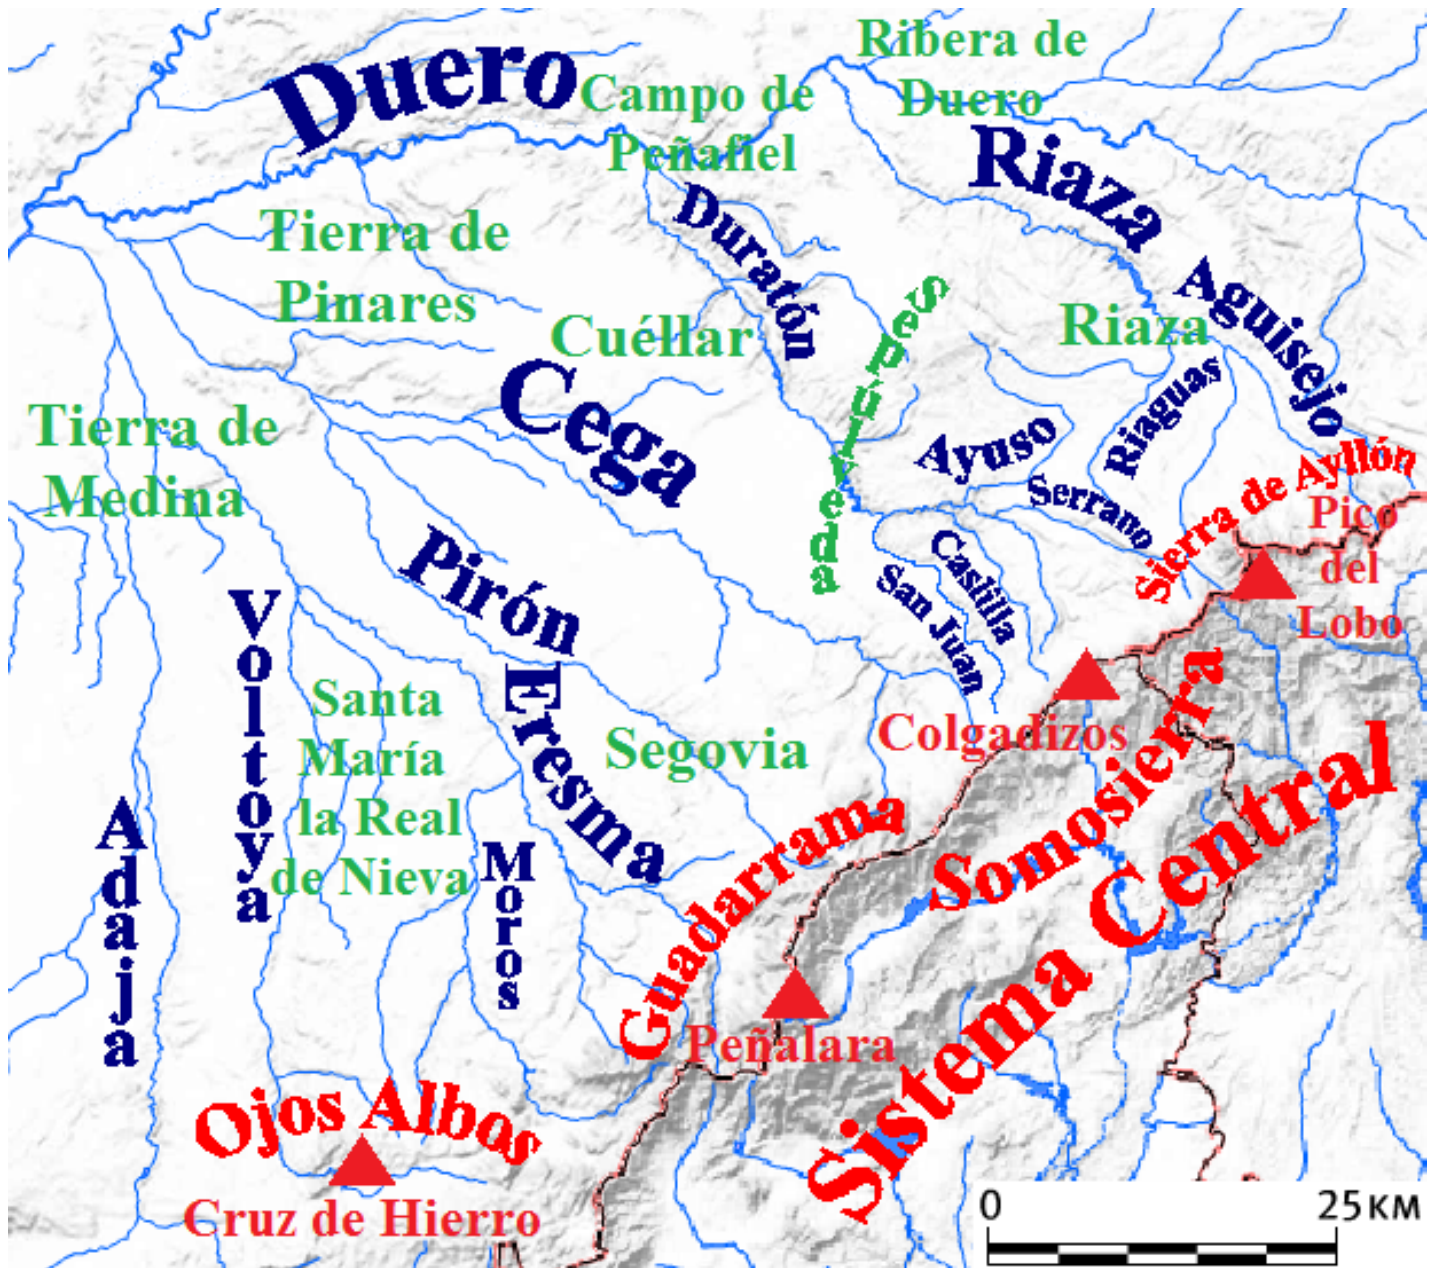 Ribera de
Duero
Duero
Campo de
Peñafiel
Riaza
Duratón
Tierra de
Pinares
Sepúlveda
Aguisejo
Cuéllar
Riaza
Cega
Riaguas
Tierra de
Medina
Ayuso
Serrano
Sierra de Ayllón
Pico
del
Lobo
Pirón
Castilla
San Juan
Voltoya
Eresma
Santa
María
la Real
de Nieva
Segovia
Colgadizos
Somosierra
Sistema Central
Adaja
Moros
Guadarrama
Peñalara
Ojos Albos
Cruz de Hierro
0 25 KM